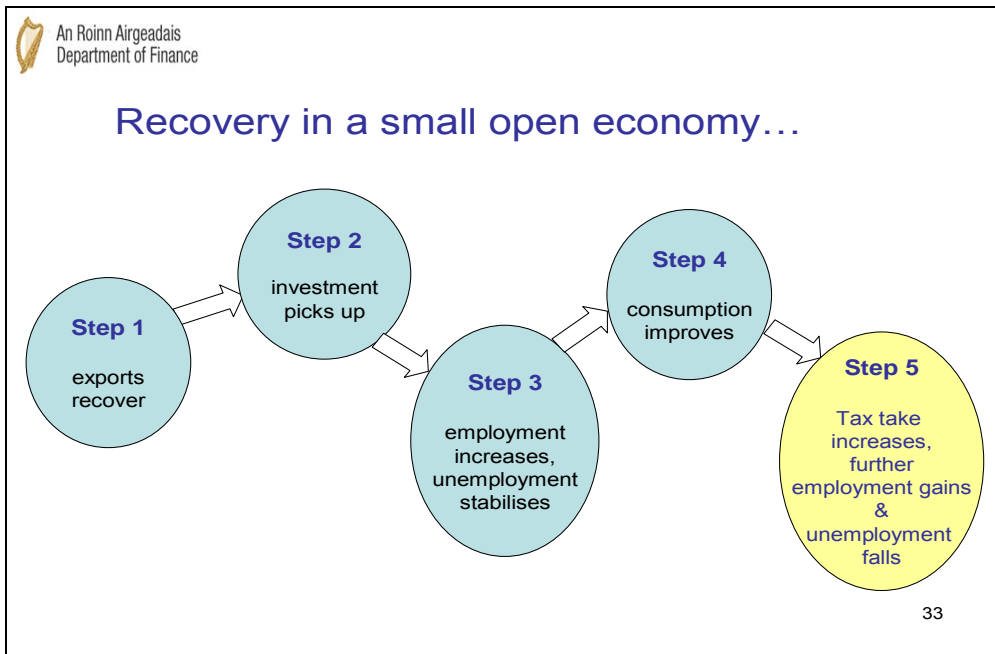 An Roinn Airgeadais
Department of Finance
Recovery in a small open economy…
Step 1
exports
recover
Step 2
investment
picks up
Step 3
employment
increases,
unemployment
stabilises
Step 4
consumption
improves
Step 5
Tax take
increases,
further
employment gains
&
unemployment
falls
33